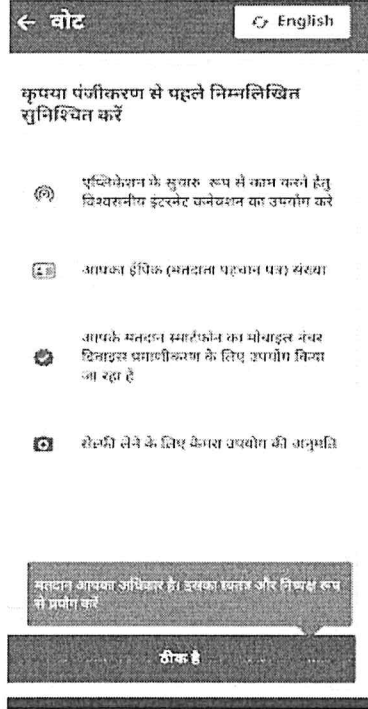 वोट
English
कृपया पंजीकरण से पहले निम्नलिखित
सुनिश्चित करें
एप्लिकेशन के सुचारु रूप से काम करने हेतु
विश्वसनीय इंटरनेट कनेक्शन का उपयोग करे
आपका ईपिक (मतदाता पहचान पत्र) संख्या
आपके मतदान स्मार्टफोन का मोबाइल नंबर
डिवाइस प्रमाणीकरण के लिए उपयोग किया
जा रहा है
सेल्फी लेने के लिए कैमरा उपयोग की अनुमति
मतदान आपका अधिकार है। इसका स्वतंत्र और निष्पक्ष रूप
से प्रयोग करें
ठीक है